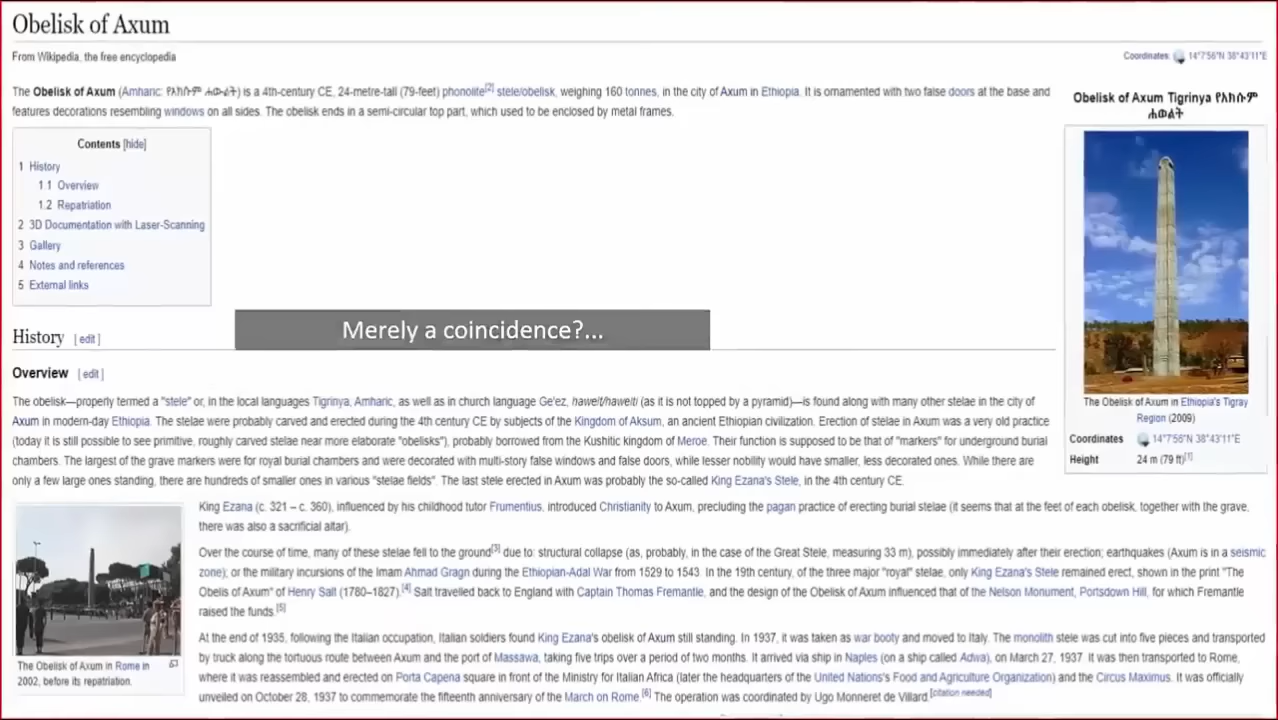 Obelisk of Axum
From Wikipedia, the free encyclopedia
Coordinates: 14°7'56"N 38°43'11"E
The Obelisk of Axum (Amharic: የአክሱም ሐውልት) is a 4th-century CE, 24-metre-tall (79-feet) phonolite[2] stele/obelisk, weighing 160 tonnes, in the city of Axum in Ethiopia. It is ornamented with two false doors at the base and
features decorations resembling windows on all sides. The obelisk ends in a semi-circular top part, which used to be enclosed by metal frames.
Contents [hide]
1 History
1.1 Overview
1.2 Repatriation
2 3D Documentation with Laser-Scanning
3 Gallery
4 Notes and references
5 External links
Obelisk of Axum Tigrinya የአክሱም
ሐወልት
The Obelisk of Axum in Ethiopia's Tigray
Region (2009)
Coordinates 14°7'56"N 38°43'11"E
Height 24 m (79 ft)[1]
Merely a coincidence?...
History [ edit ]
Overview [ edit ]
The obelisk—properly termed a "stele" or, in the local languages Tigrinya, Amharic, as well as in church language Ge'ez, hawelt/hawelti (as it is not topped by a pyramid)—is found along with many other stelae in the city of
Axum in modern-day Ethiopia. The stelae were probably carved and erected during the 4th century CE by subjects of the Kingdom of Aksum, an ancient Ethiopian civilization. Erection of stelae in Axum was a very old practice
(today it is still possible to see primitive, roughly carved stelae near more elaborate "obelisks"), probably borrowed from the Kushitic kingdom of Meroe. Their function is supposed to be that of "markers" for underground burial
chambers. The largest of the grave markers were for royal burial chambers and were decorated with multi-story false windows and false doors, while lesser nobility would have smaller, less decorated ones. While there are
only a few large ones standing, there are hundreds of smaller ones in various "stelae fields". The last stele erected in Axum was probably the so-called King Ezana's Stele, in the 4th century CE.
King Ezana (c. 321 – c. 360), influenced by his childhood tutor Frumentius, introduced Christianity to Axum, precluding the pagan practice of erecting burial stelae (it seems that at the feet of each obelisk, together with the grave,
there was also a sacrificial altar).
Over the course of time, many of these stelae fell to the ground[3] due to: structural collapse (as, probably, in the case of the Great Stele, measuring 33 m), possibly immediately after their erection; earthquakes (Axum is in a seismic
zone); or the military incursions of the Imam Ahmad Gragn during the Ethiopian-Adal War from 1529 to 1543. In the 19th century, of the three major "royal" stelae, only King Ezana's Stele remained erect, shown in the print "The
Obelis of Axum" of Henry Salt (1780–1827).[4] Salt travelled back to England with Captain Thomas Fremantle, and the design of the Obelisk of Axum influenced that of the Nelson Monument, Portsdown Hill, for which Fremantle
raised the funds.[5]
At the end of 1935, following the Italian occupation, Italian soldiers found King Ezana's obelisk of Axum still standing. In 1937, it was taken as war booty and moved to Italy. The monolith stele was cut into five pieces and transported
by truck along the tortuous route between Axum and the port of Massawa, taking five trips over a period of two months. It arrived via ship in Naples (on a ship called Adwa), on March 27, 1937. It was then transported to Rome,
where it was reassembled and erected on Porta Capena square in front of the Ministry for Italian Africa (later the headquarters of the United Nations's Food and Agriculture Organization) and the Circus Maximus. It was officially
unveiled on October 28, 1937 to commemorate the fifteenth anniversary of the March on Rome.[6] The operation was coordinated by Ugo Monneret de Villard.[citation needed]
The Obelisk of Axum in Rome in
2002, before its repatriation.